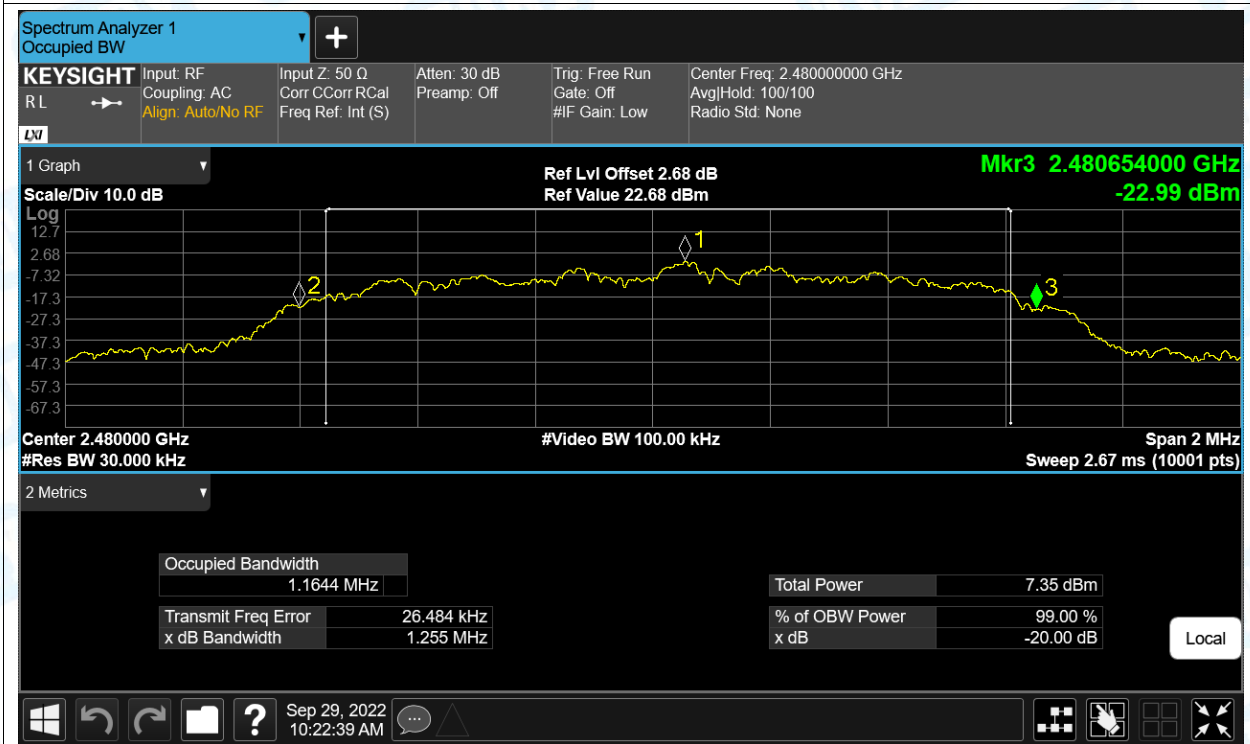 Spectrum Analyzer 1
Occupied BW
▼
+
KEYSIGHT
R L
LXI
Input: RF
Coupling: AC
Align: Auto/No RF
Input Z: 50 Ω
Corr CCorr RCal
Freq Ref: Int (S)
Atten: 30 dB
Preamp: Off
Trig: Free Run
Gate: Off
#IF Gain: Low
Center Freq: 2.480000000 GHz
Avg|Hold: 100/100
Radio Std: None
1 Graph ▼
Scale/Div 10.0 dB
Ref Lvl Offset 2.68 dB
Ref Value 22.68 dBm
Mkr3 2.480654000 GHz
-22.99 dBm
Log
12.7
2.68
-7.32
-17.3
-27.3
-37.3
-47.3
-57.3
-67.3
1
2
3
Center 2.480000 GHz
#Res BW 30.000 kHz
#Video BW 100.00 kHz
Span 2 MHz
Sweep 2.67 ms (10001 pts)
2 Metrics ▼
Occupied Bandwidth
1.1644 MHz
Transmit Freq Error 26.484 kHz
x dB Bandwidth 1.255 MHz
Total Power 7.35 dBm
% of OBW Power 99.00 %
x dB -20.00 dB
Local
?
Sep 29, 2022
10:22:39 AM